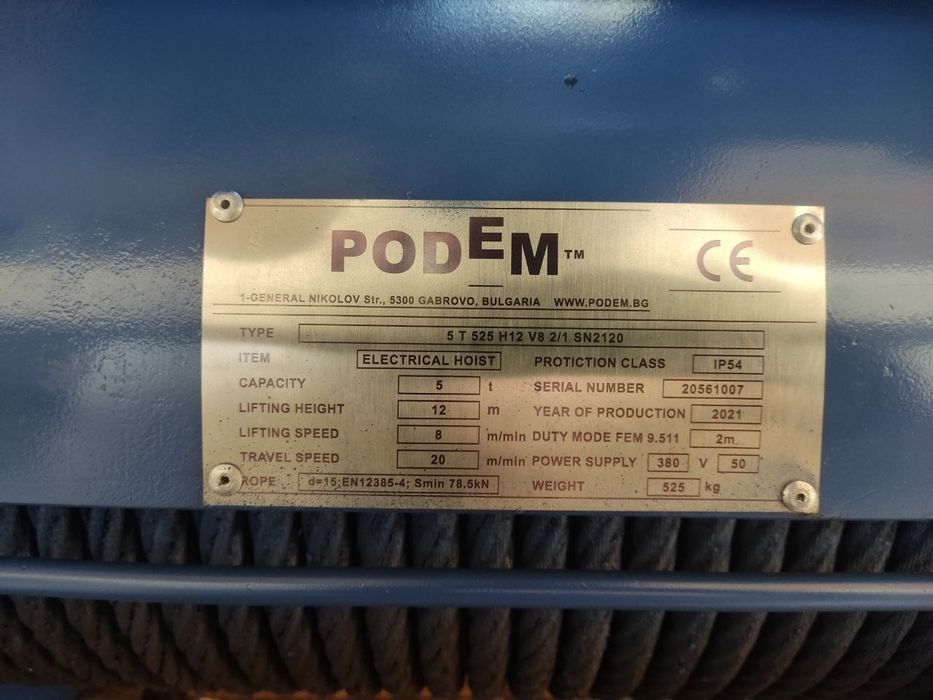 PODEM™
CE
1-GENERAL NIKOLOV Str., 5300 GABROVO, BULGARIA WWW.PODEM.BG
TYPE 5 T 525 H12 V8 2/1 SN2120
ITEM ELECTRICAL HOIST PROTICTION CLASS IP54
CAPACITY 5 t SERIAL NUMBER 20561007
LIFTING HEIGHT 12 m YEAR OF PRODUCTION 2021
LIFTING SPEED 8 m/min DUTY MODE FEM 9.511 2m
TRAVEL SPEED 20 m/min POWER SUPPLY 380 V 50
ROPE d=15;EN12385-4; Smin 78.5kN WEIGHT 525 kg